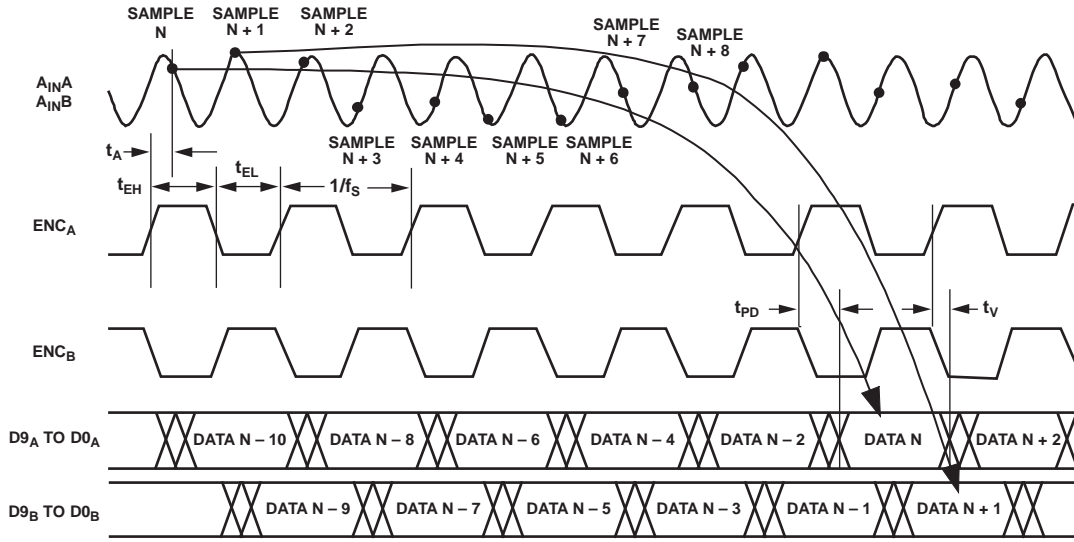 SAMPLE
N
SAMPLE
N + 1
SAMPLE
N + 2
SAMPLE
N + 7
SAMPLE
N + 8
AINA
AINB
SAMPLE
N + 3
SAMPLE
N + 4
SAMPLE
N + 5
SAMPLE
N + 6
tA
tEH
tEL
1/fS
ENCA
tPD
tV
ENCB
D9A TO D0A
DATA N – 10
DATA N – 8
DATA N – 6
DATA N – 4
DATA N – 2
DATA N
DATA N + 2
D9B TO D0B
DATA N – 9
DATA N – 7
DATA N – 5
DATA N – 3
DATA N – 1
DATA N + 1